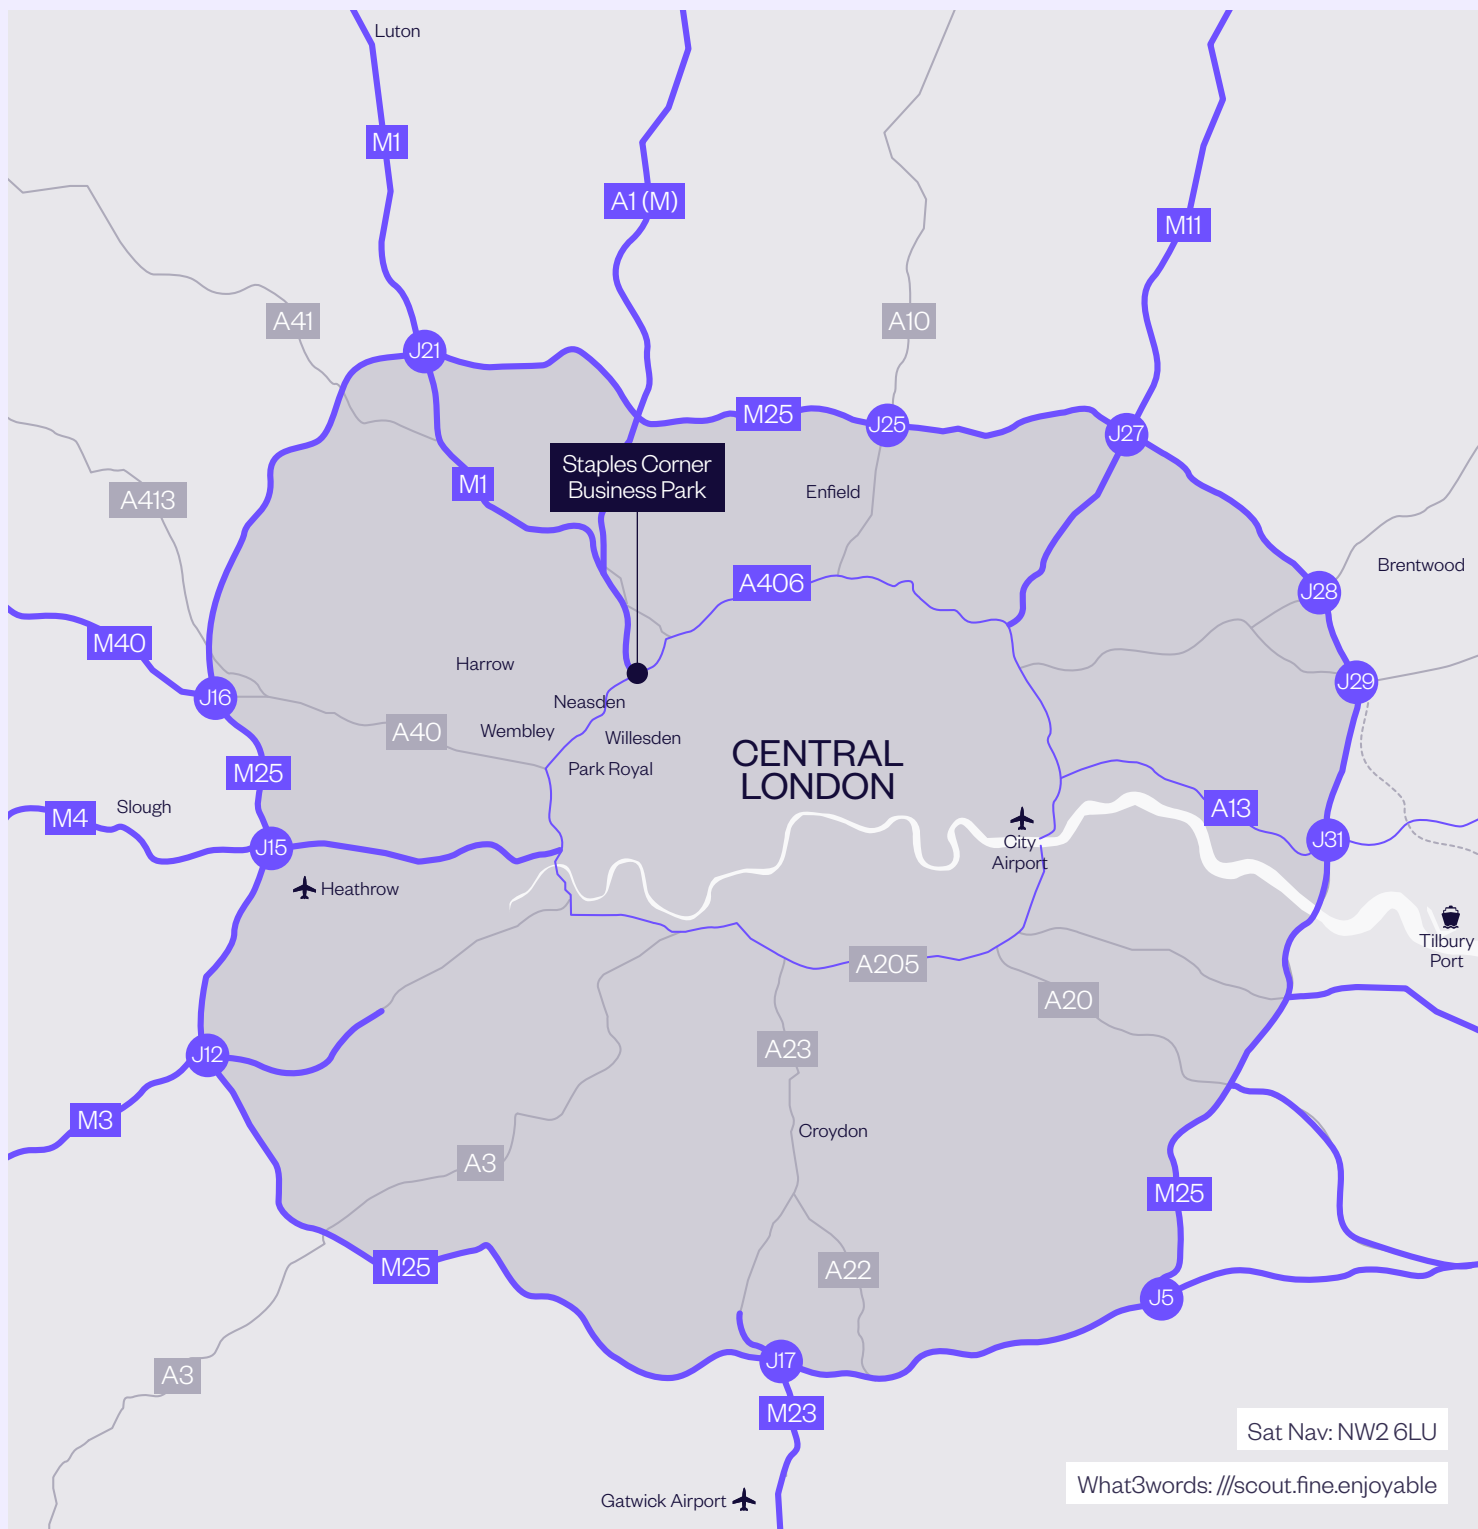 Luton
M1
A1 (M)
M11
A41
A10
J21
M25
J25
J27
Staples Corner
Business Park
M1
A413
Enfield
Brentwood
A406
J28
M40
Harrow
J16
J29
Neasden
Wembley
A40
Willesden
CENTRAL
LONDON
Park Royal
M25
Slough
M4
A13
City
Airport
J15
J31
Heathrow
Tilbury
Port
A205
A20
J12
A23
M3
Croydon
A3
M25
M25
A22
J5
J17
A3
M23
Sat Nav: NW2 6LU
What3words: ///scout.fine.enjoyable
Gatwick Airport